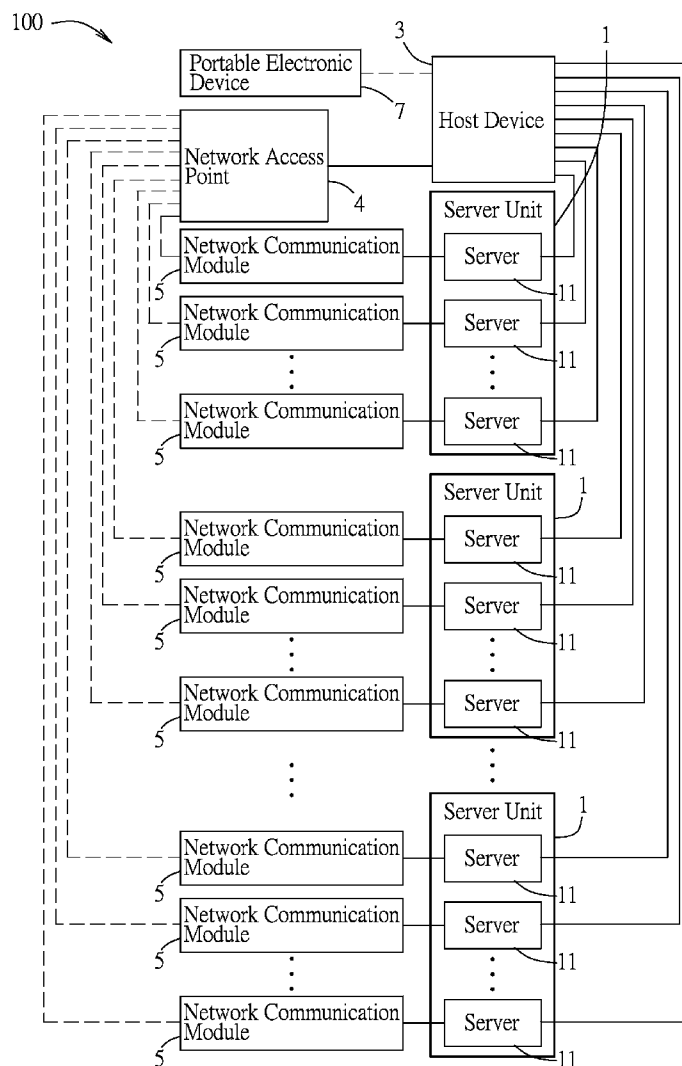 100
3
1
Portable Electronic
Device
7
Host Device
Network Access
Point
4
Server Unit
Network Communication
Module
5
Server
11
Network Communication
Module
5
Server
11
Network Communication
Module
5
Server
11
Server Unit
1
Network Communication
Module
5
Server
11
Network Communication
Module
5
Server
11
Network Communication
Module
5
Server
11
Server Unit
1
Network Communication
Module
5
Server
11
Network Communication
Module
5
Server
11
Network Communication
Module
5
Server
11